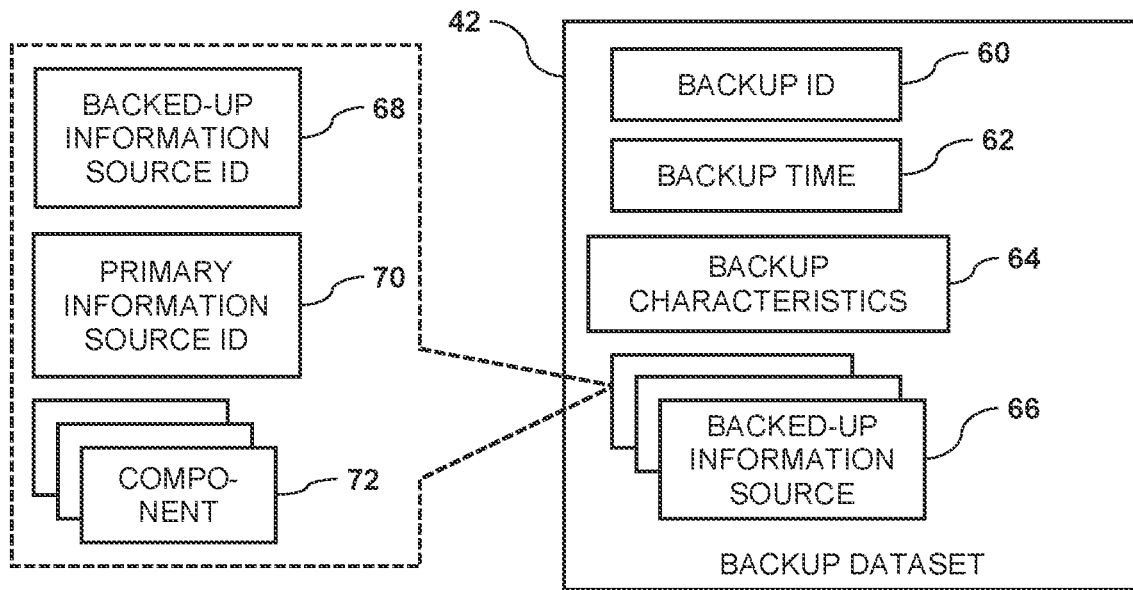 BACKED-UP
INFORMATION
SOURCE ID
68
PRIMARY
INFORMATION
SOURCE ID
70
COMPO-
NENT
72
42
BACKUP ID
60
BACKUP TIME
62
BACKUP
CHARACTERISTICS
64
BACKED-UP
INFORMATION
SOURCE
66
BACKUP DATASET